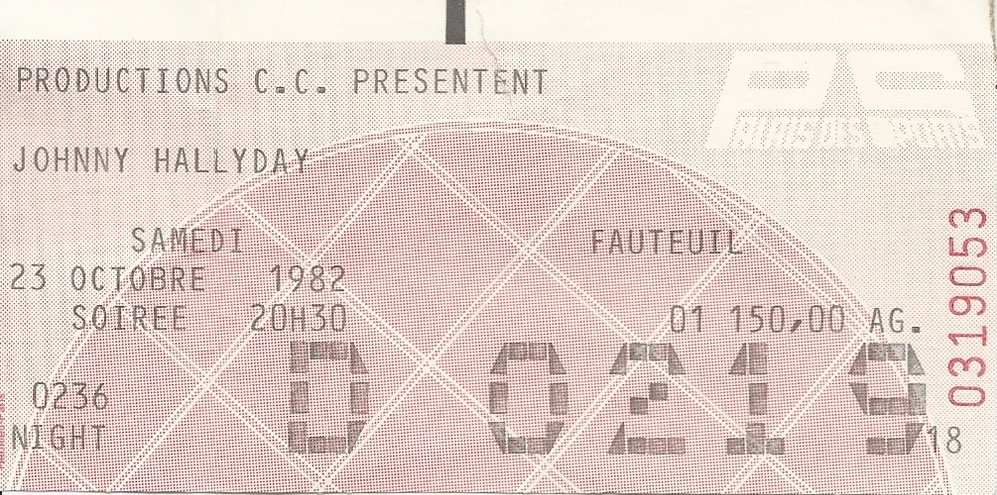 PRODUCTIONS C.C. PRESENTENT
PS
PALAIS DES SPORTS
JOHNNY HALLYDAY
SAMEDI FAUTEUIL
23 OCTOBRE 1982
SOIREE 20H30 01 150,00 AG.
0236
NIGHT D 0219 18
0319053